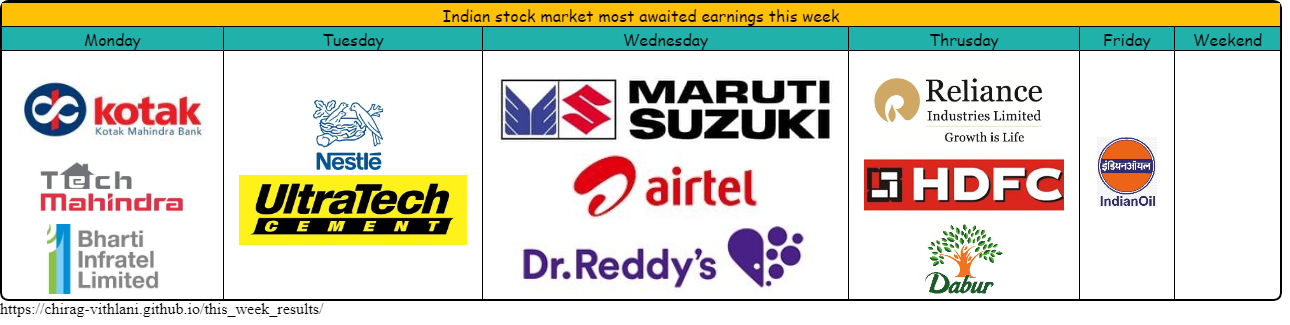 Indian stock market most awaited earnings this week
Monday Tuesday Wednesday Thrusday Friday Weekend
kotak
Kotak Mahindra Bank
Tech
Mahindra
Bharti
Infratel
Limited
Nestlé
UltraTech
CEMENT
MARUTI
SUZUKI
airtel
Dr.Reddy's
Reliance
Industries Limited
Growth is Life
HDFC
Dabur
इंडियनऑयल
IndianOil
https://chirag-vithlani.github.io/this_week_results/